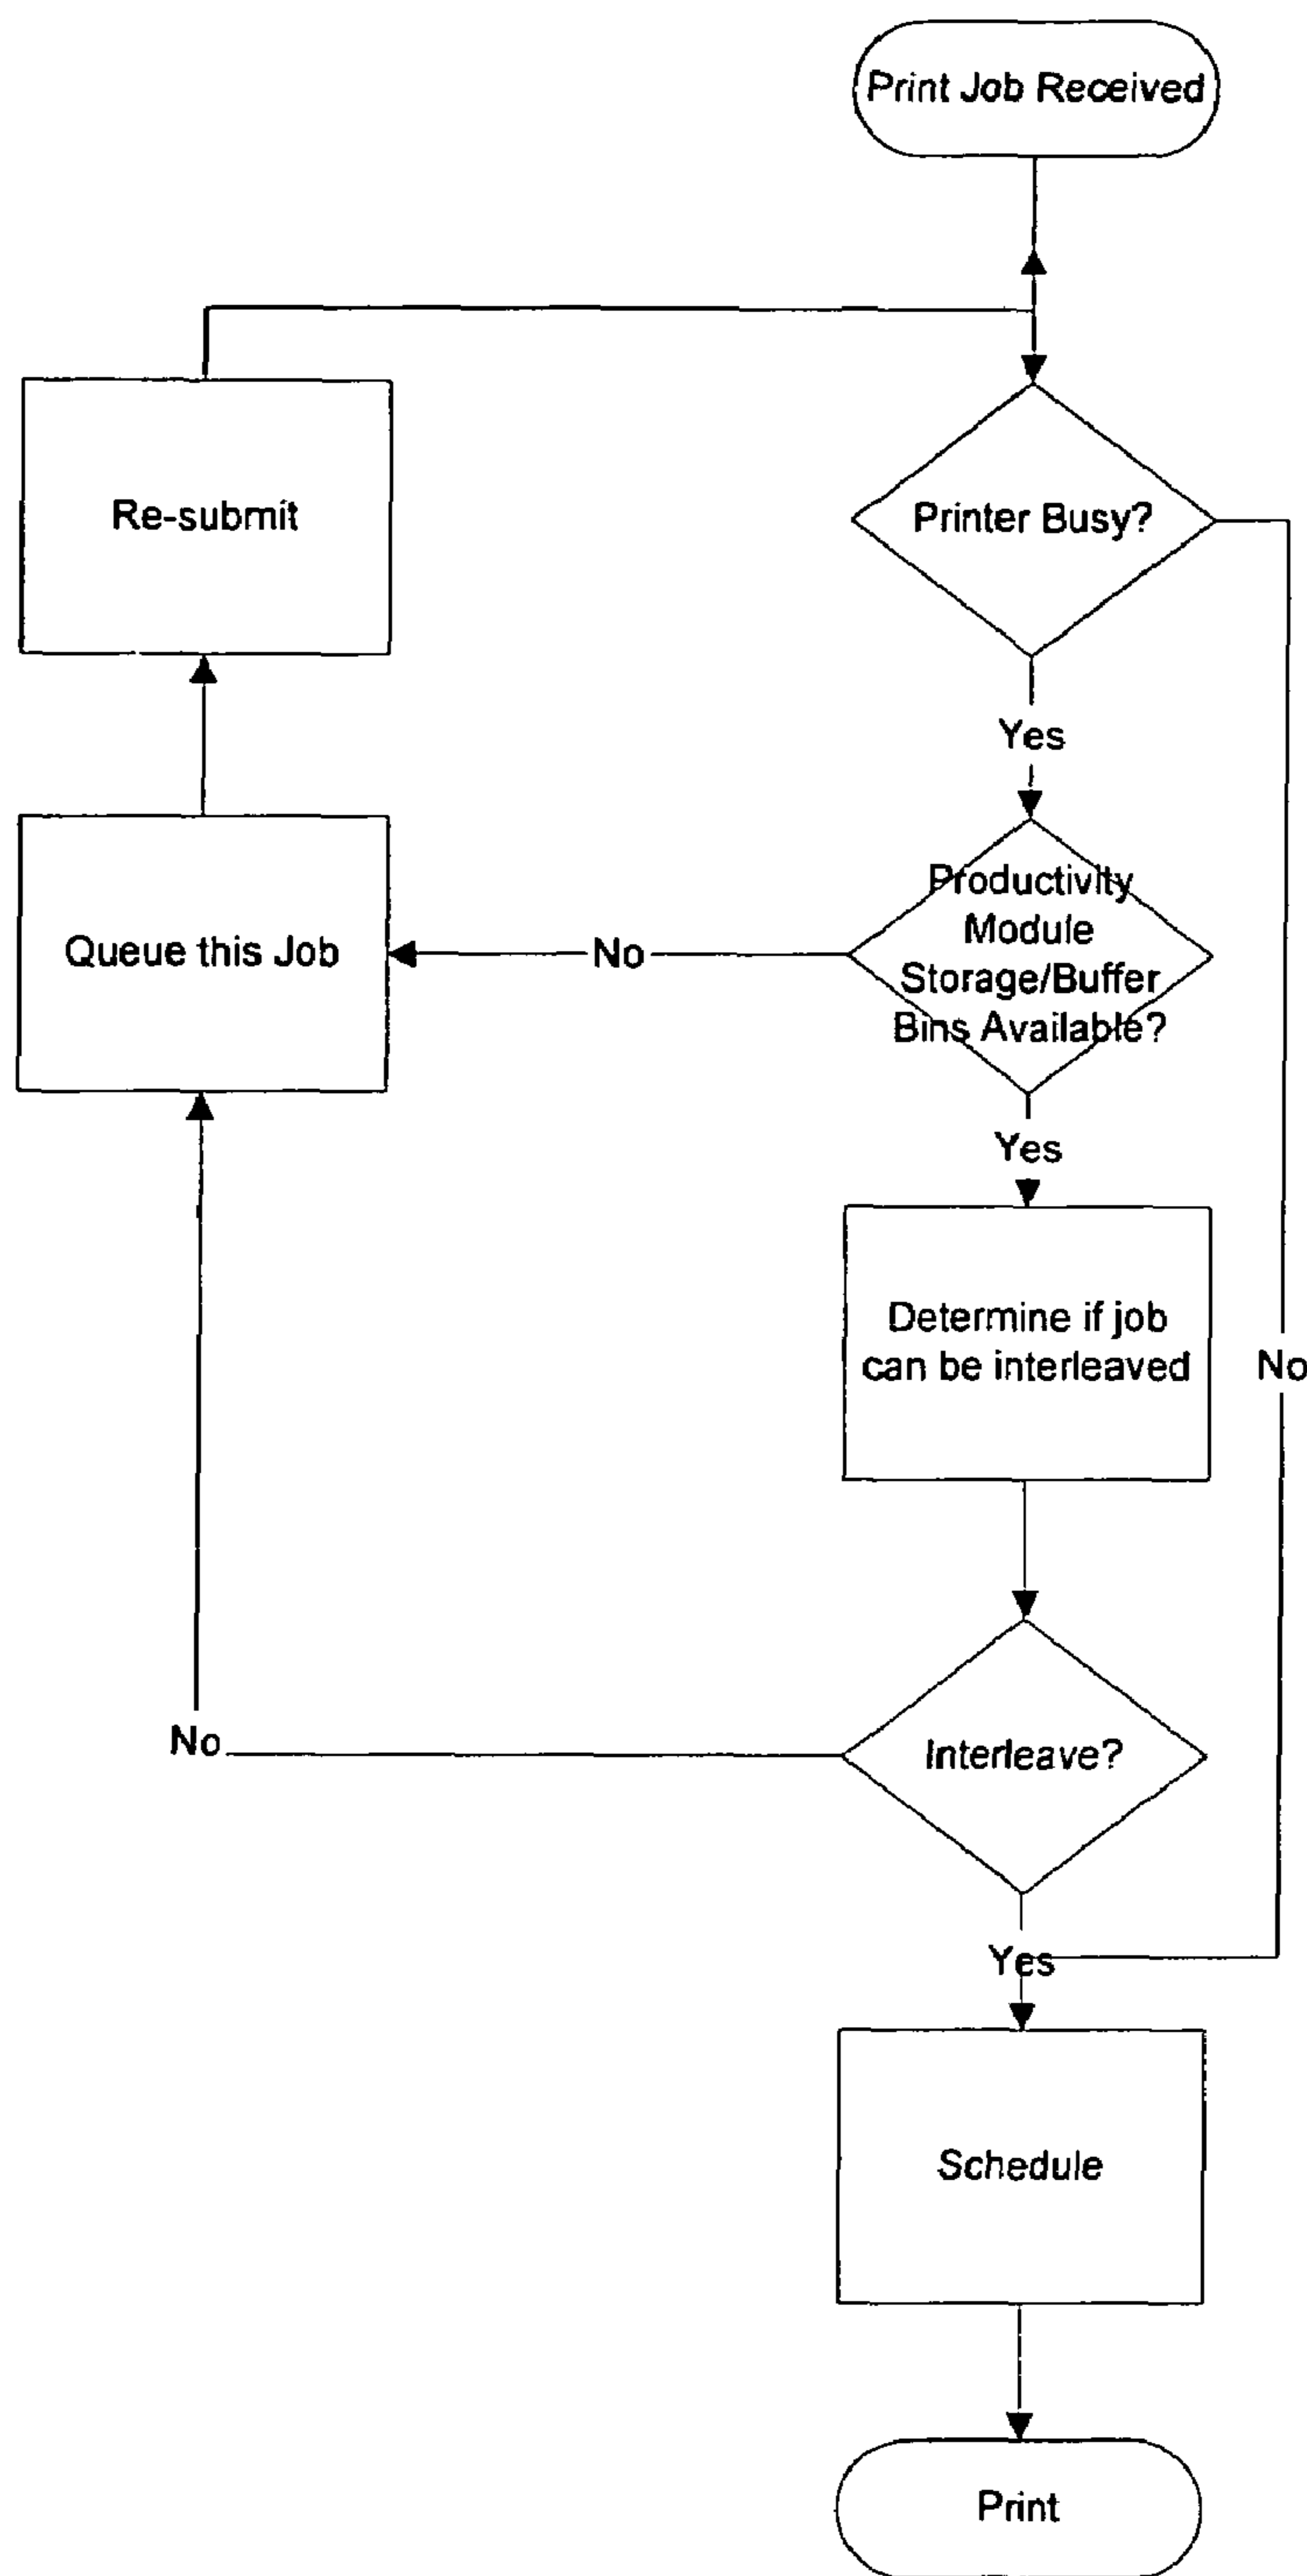 Print Job Received
Re-submit
Printer Busy?
Yes
Queue this Job
No
Productivity
Module
Storage/Buffer
Bins Available?
Yes
Determine if job
can be interleaved
No
No
Interleave?
Yes
Schedule
Print